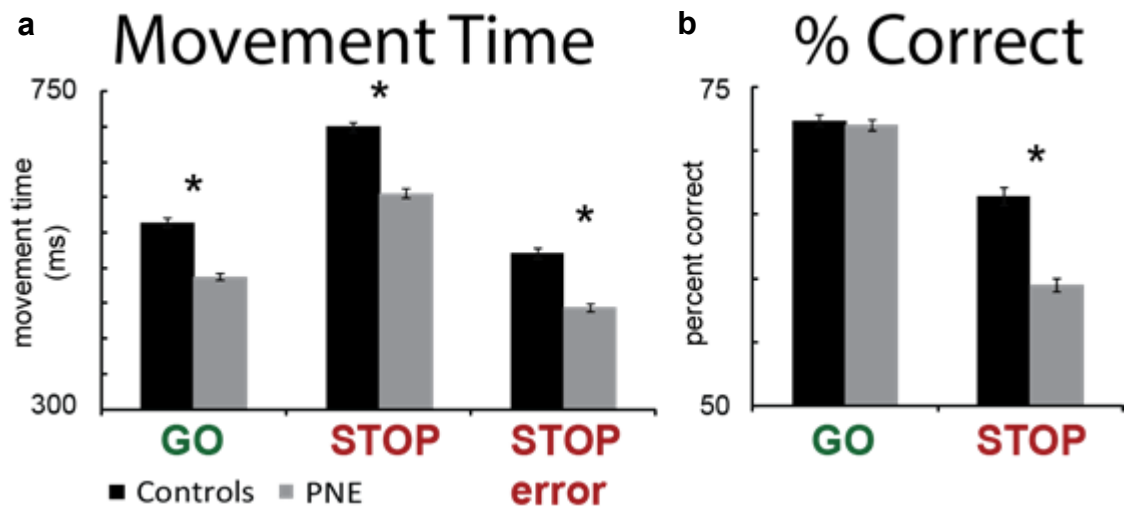 a Movement Time
750
movement time
(ms)
300
*
*
*
GO STOP STOP
error
■ Controls ■ PNE
b % Correct
75
percent correct
50
*
GO STOP